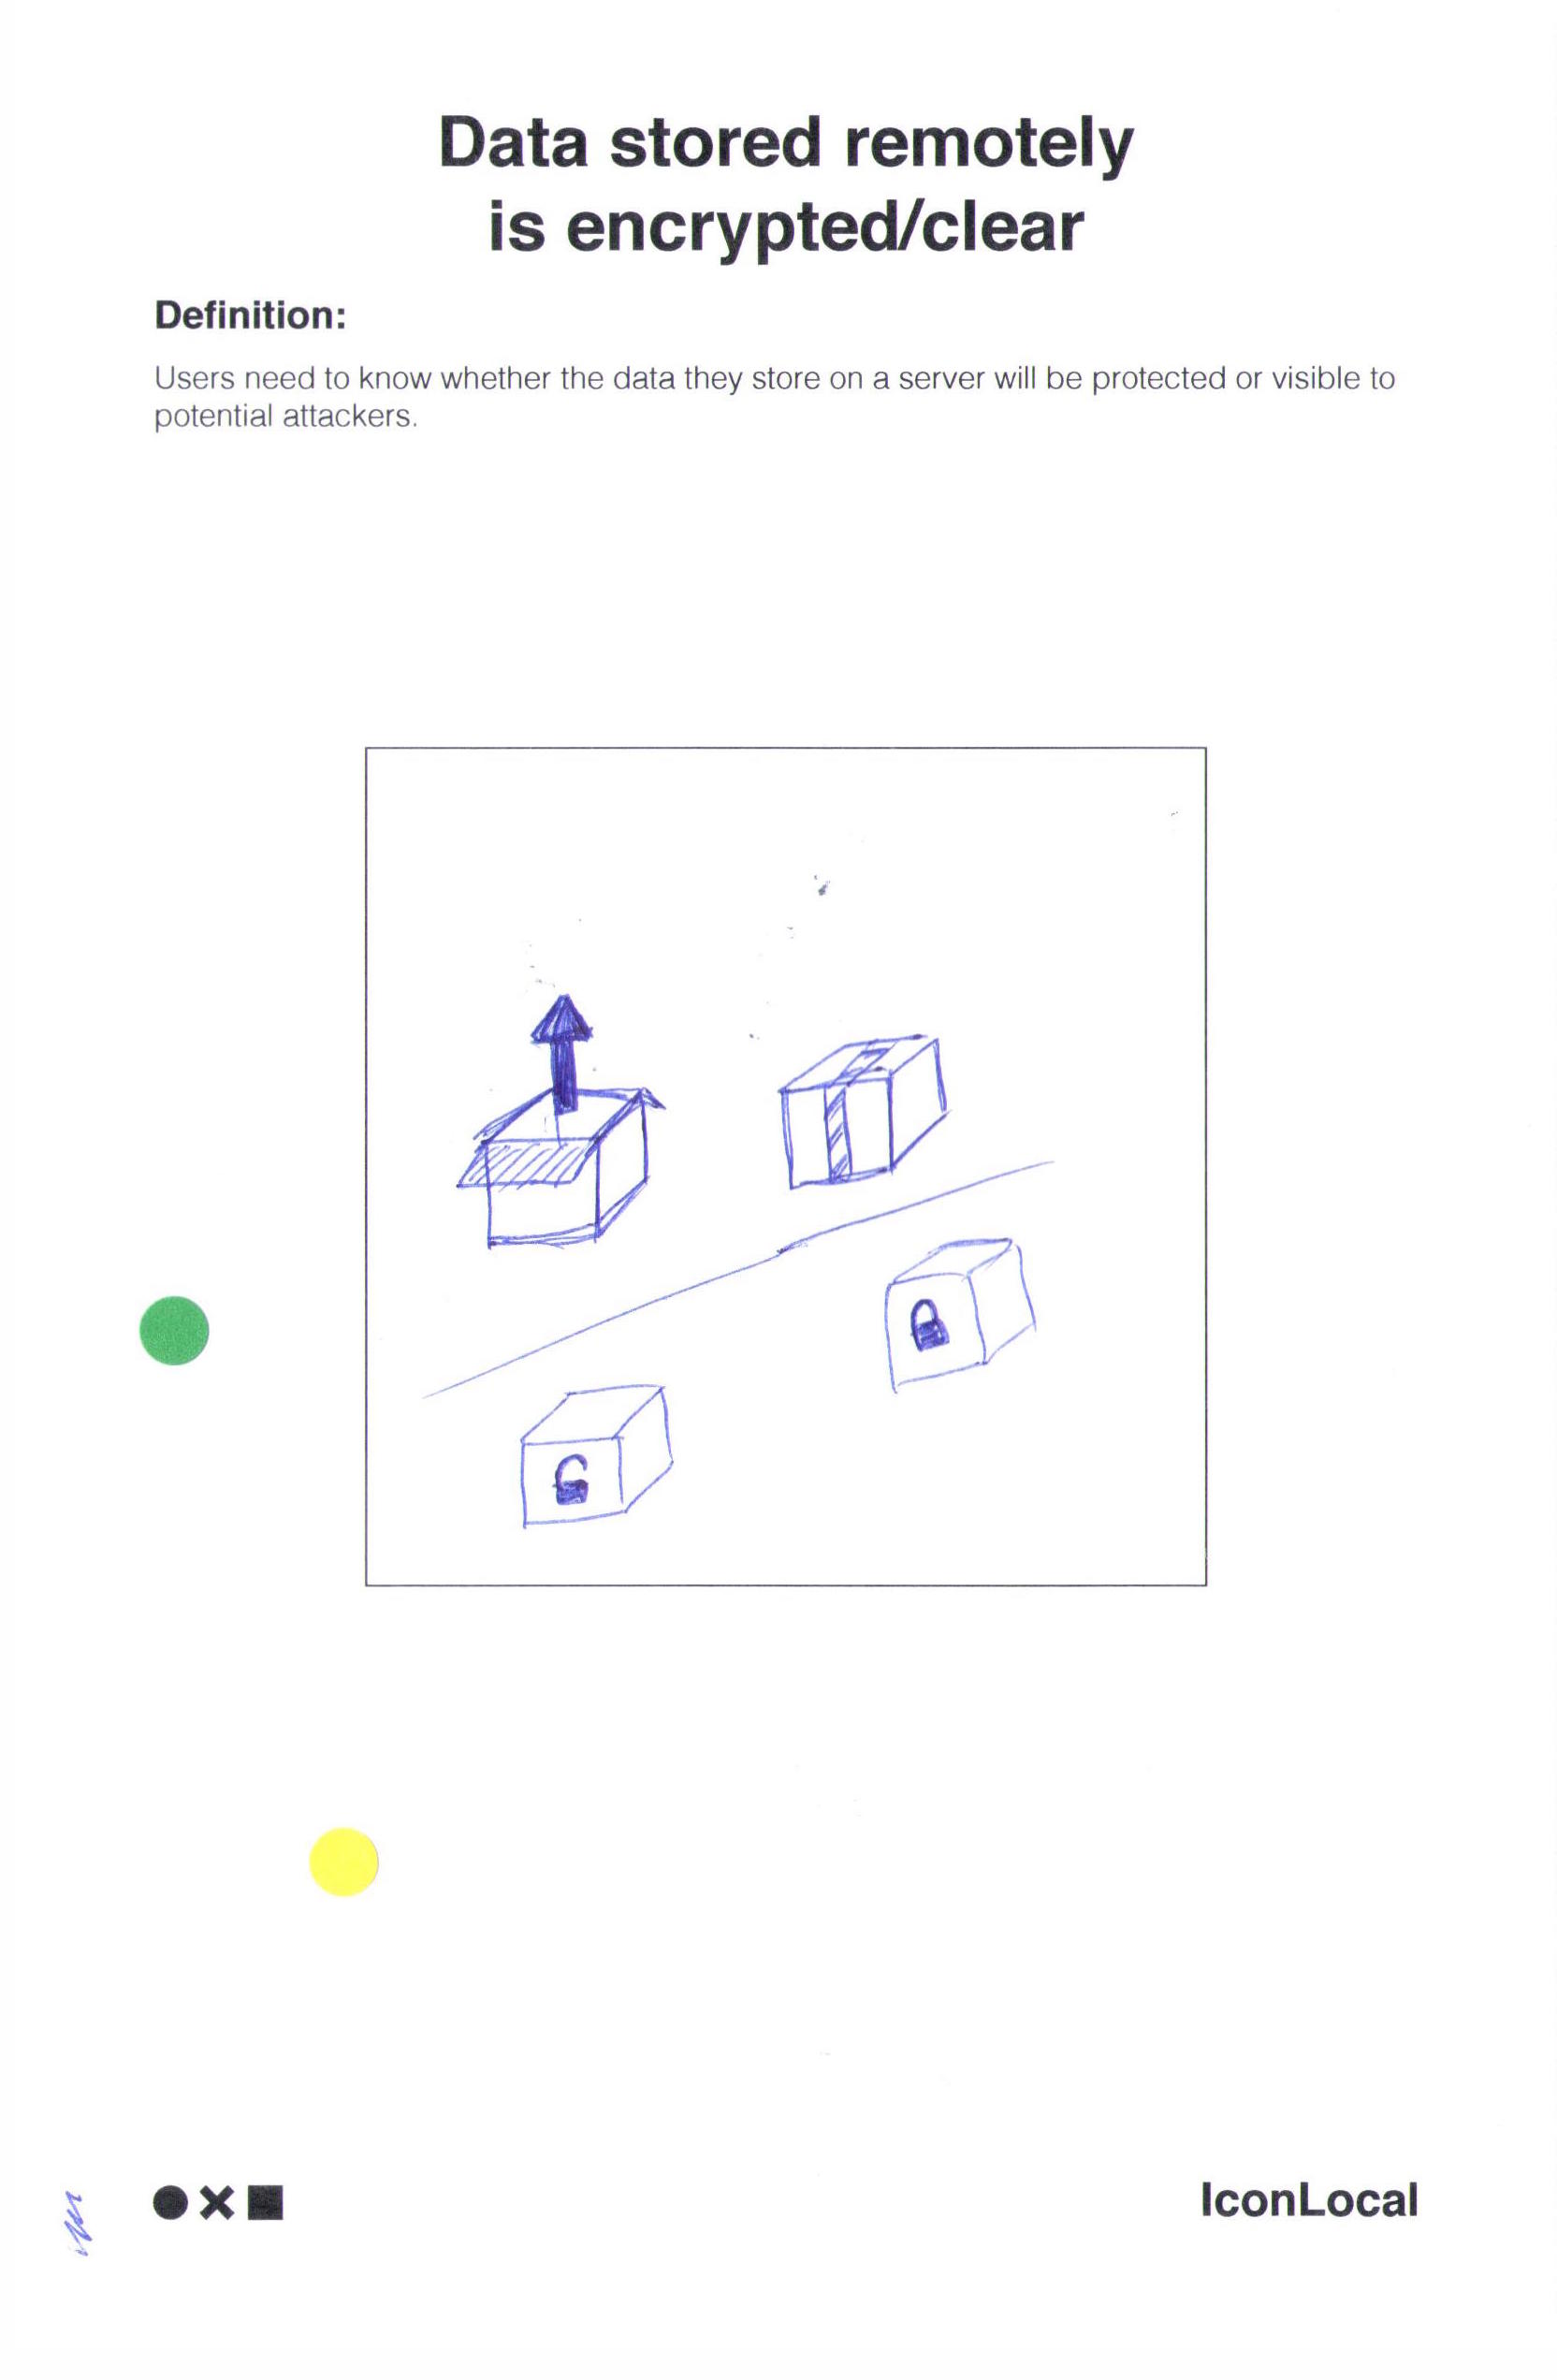 Data stored remotely
is encrypted/clear
Definition:
Users need to know whether the data they store on a server will be protected or visible to
potential attackers.
IconLocal